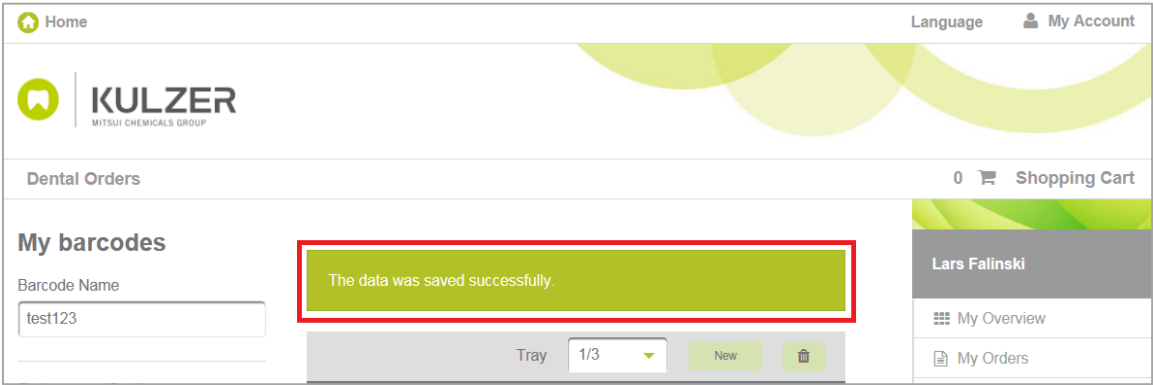 Home
Language My Account
KULZER
MITSUI CHEMICALS GROUP
Dental Orders
0 Shopping Cart
My barcodes
Barcode Name
test123
The data was saved successfully.
Tray 1/3 New
Lars Falinski
My Overview
My Orders